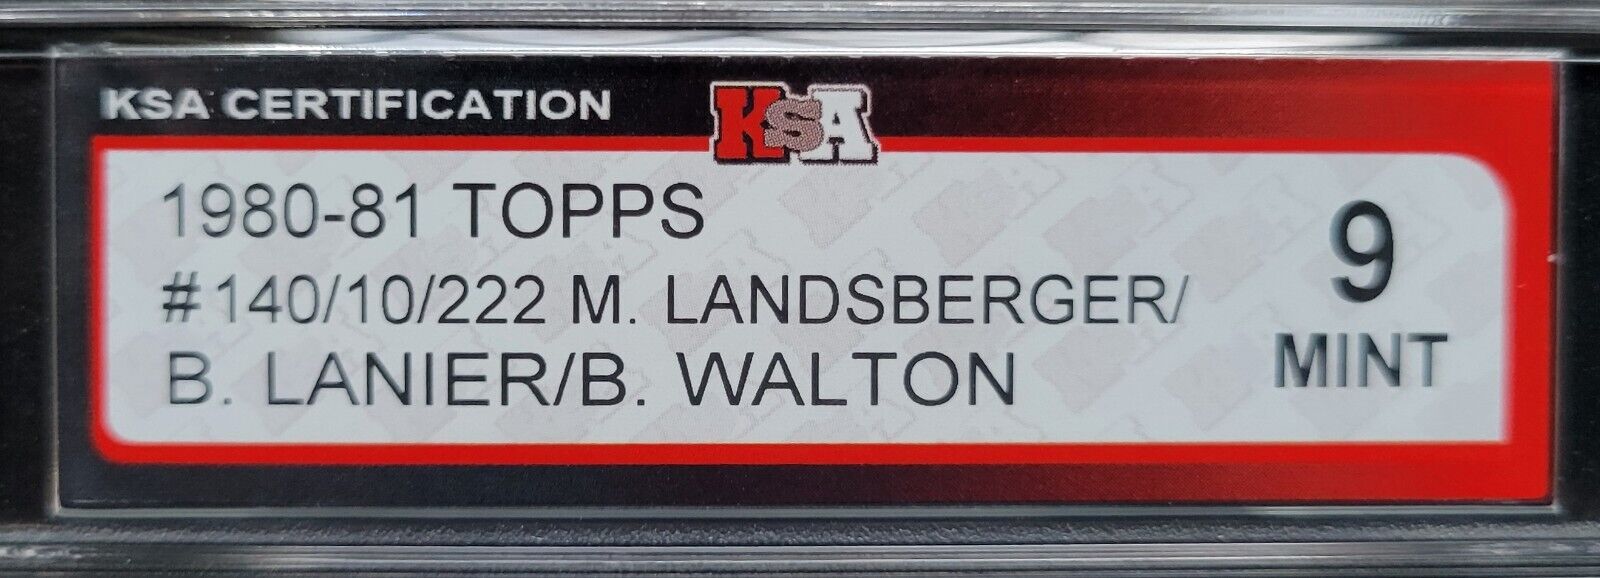 KSA CERTIFICATION
KSA
1980-81 TOPPS
#140/10/222 M. LANDSBERGER/
B. LANIER/B. WALTON
9
MINT